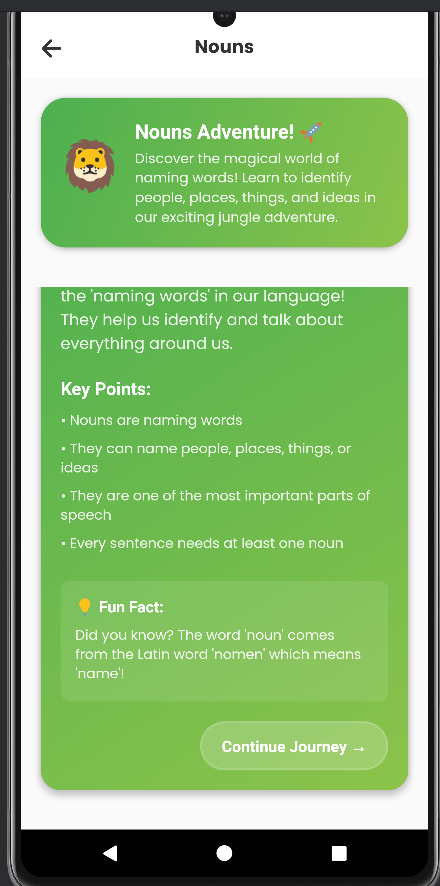 Nouns
Nouns Adventure! 🚀
Discover the magical world of
naming words! Learn to identify
people, places, things, and ideas in
our exciting jungle adventure.
the 'naming words' in our language!
They help us identify and talk about
everything around us.
Key Points:
• Nouns are naming words
• They can name people, places, things, or
ideas
• They are one of the most important parts of
speech
• Every sentence needs at least one noun
💡 Fun Fact:
Did you know? The word 'noun' comes
from the Latin word 'nomen' which means
'name'!
Continue Journey →